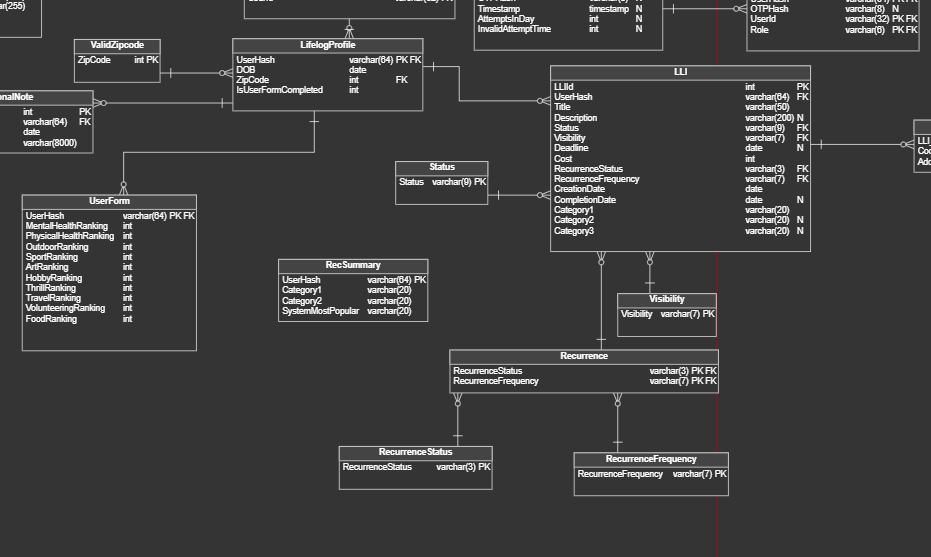 ar(255)
Timestamp timestamp N
AttemptsInDay int N
InvalidAttemptTime int N
OTPHash varchar(8) N
UserId varchar(32) PK FK
Role varchar(6) PK FK
ValidZipcode
ZipCode int PK
LifelogProfile
UserHash varchar(64) PK FK
DOB date
ZipCode int FK
IsUserFormCompleted int
onalNote
int PK
varchar(64) FK
date
varchar(8000)
LLI
LLIId int PK
UserHash varchar(64) FK
Title varchar(50)
Description varchar(200) N
Status varchar(9) FK
Visibility varchar(7) FK
Deadline date N
Cost int
RecurrenceStatus varchar(3) FK
RecurrenceFrequency varchar(7) FK
CreationDate date
CompletionDate date N
Category1 varchar(20)
Category2 varchar(20) N
Category3 varchar(20) N
LLI
Status
Status varchar(9) PK
UserForm
UserHash varchar(64) PK FK
MentalHealthRanking int
PhysicalHealthRanking int
OutdoorRanking int
SportRanking int
ArtRanking int
HobbyRanking int
ThrillRanking int
TravelRanking int
VolunteeringRanking int
FoodRanking int
RecSummary
UserHash varchar(64) PK
Category1 varchar(20)
Category2 varchar(20)
SystemMostPopular varchar(20)
Visibility
Visibility varchar(7) PK
Recurrence
RecurrenceStatus varchar(3) PK FK
RecurrenceFrequency varchar(7) PK FK
RecurrenceStatus
RecurrenceStatus varchar(3) PK
RecurrenceFrequency
RecurrenceFrequency varchar(7) PK